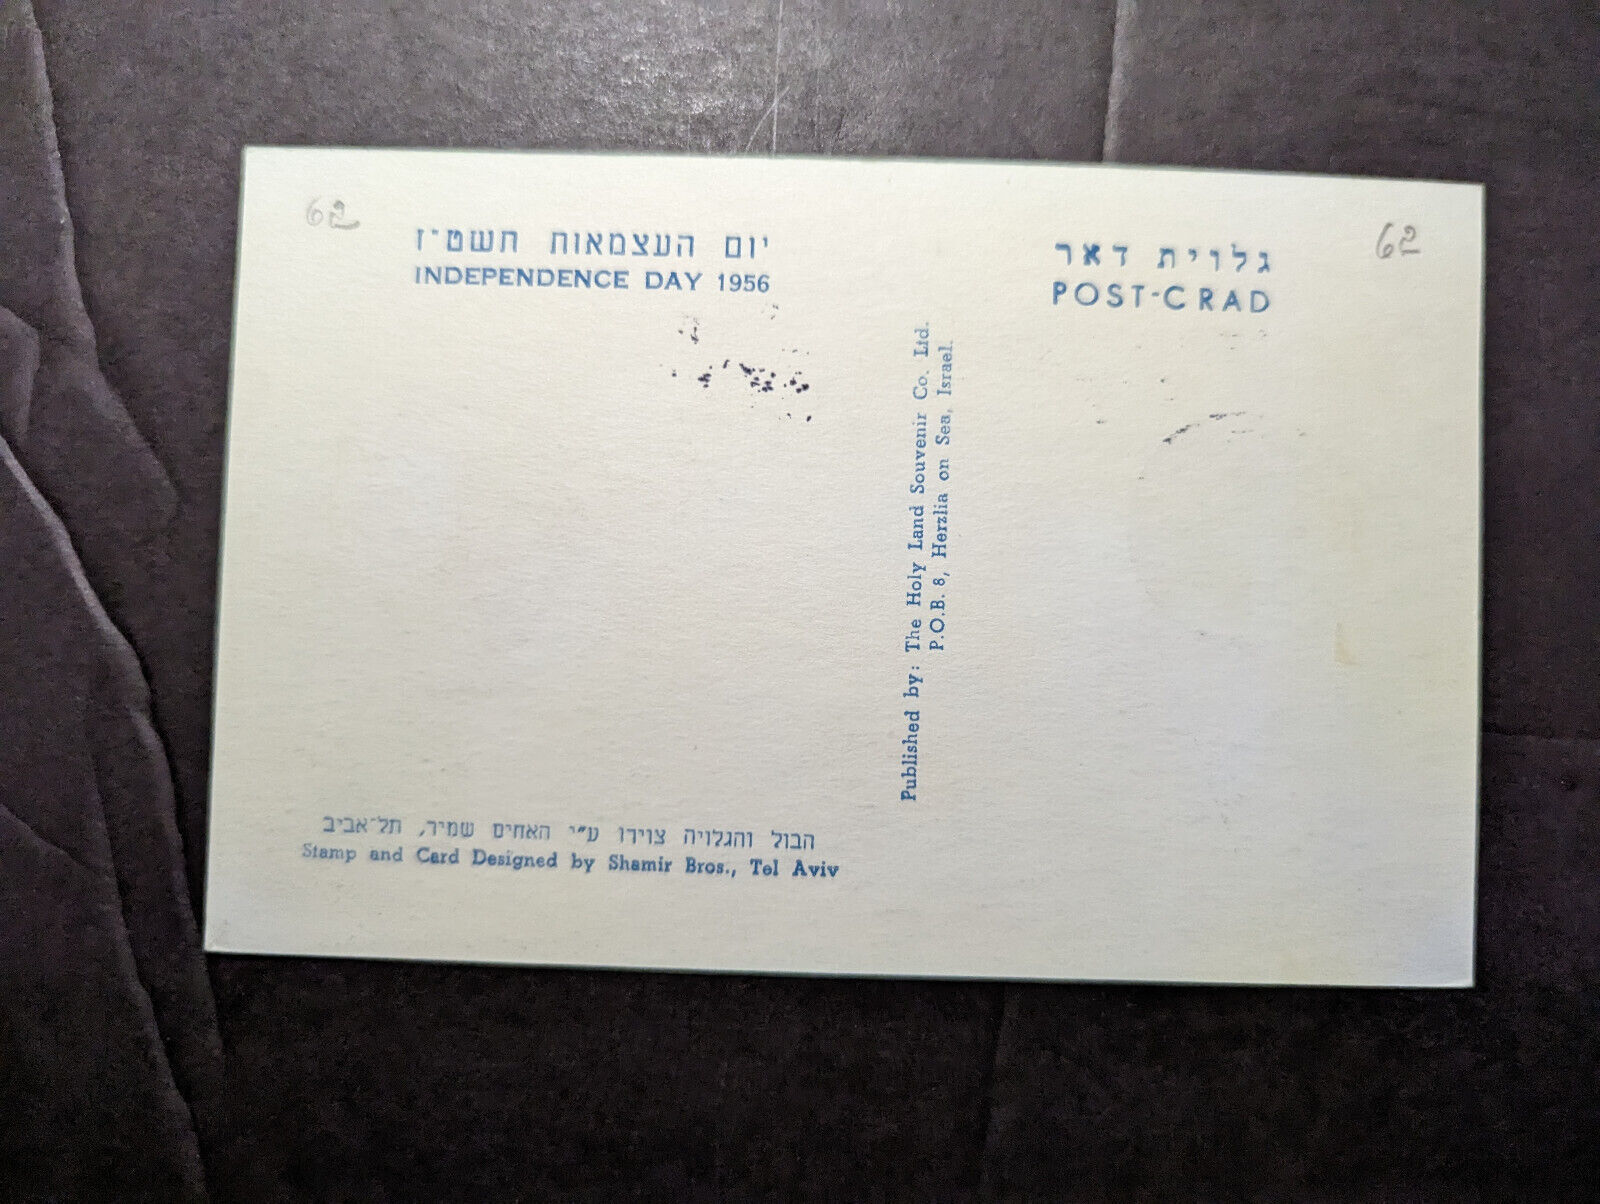 62
יום העצמאות תשט״ז
INDEPENDENCE DAY 1956
הבול והגלויה צוירו ע״י האחים שמיר, תל־אביב
Stamp and Card Designed by Shamir Bros., Tel Aviv
Published by: The Holy Land Souvenir Co. Ltd.
P.O.B. 8, Herzlia on Sea, Israel.
62
גלוית דאר
POST-CRAD